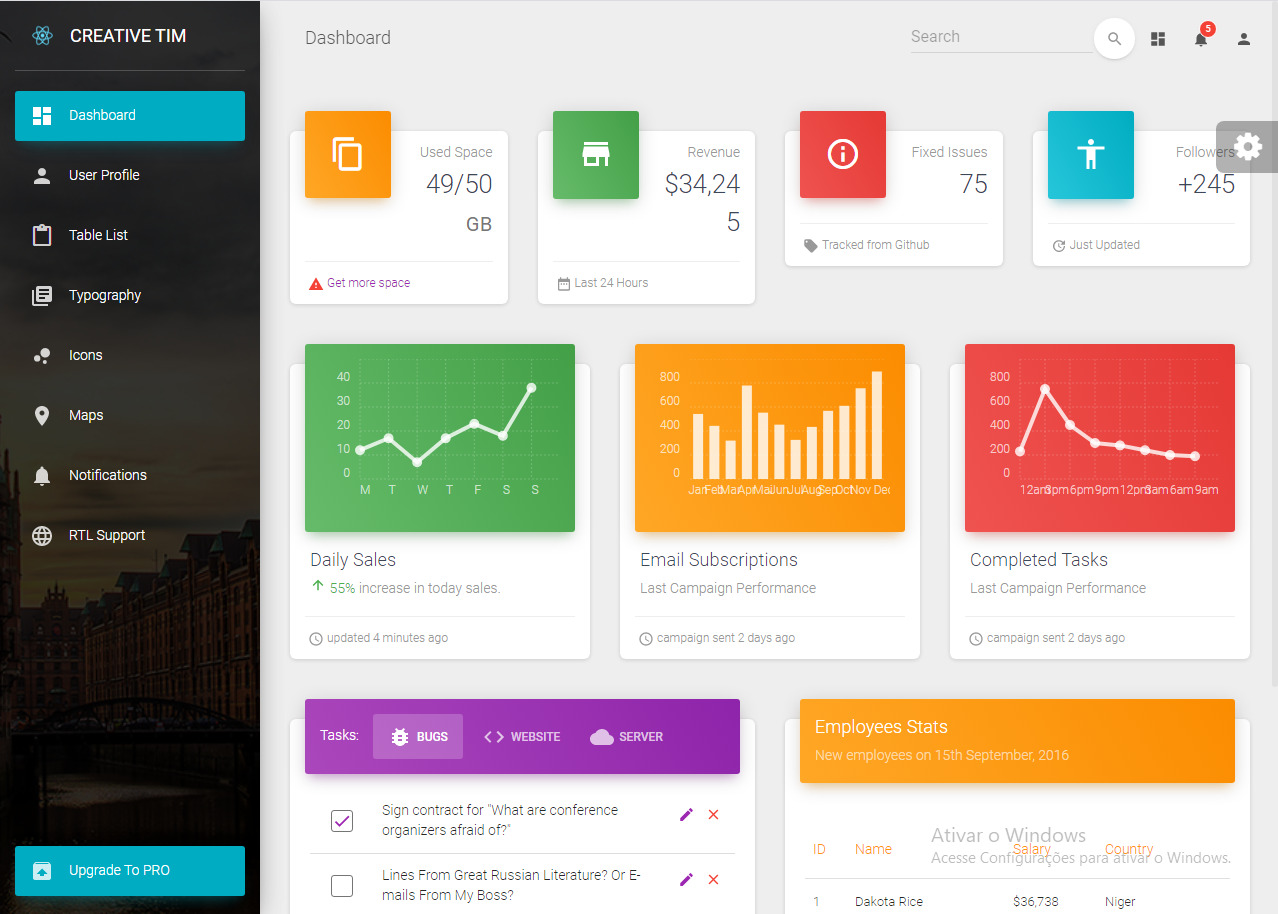 CREATIVE TIM
Dashboard
User Profile
Table List
Typography
Icons
Maps
Notifications
RTL Support
Upgrade To PRO
Dashboard
Search
5
Used Space
49/50
GB
Get more space
Revenue
$34,24
5
Last 24 Hours
Fixed Issues
75
Tracked from Github
Followers
+245
Just Updated
40
30
20
10
0
M T W T F S S
Daily Sales
55% increase in today sales.
updated 4 minutes ago
800
600
400
200
0
Jan Feb Mar Apr Mai Jun Jul Aug Sep Oct Nov Dec
Email Subscriptions
Last Campaign Performance
campaign sent 2 days ago
800
600
400
200
0
12am 3pm 6pm 9pm 12pm 3am 6am 9am
Completed Tasks
Last Campaign Performance
campaign sent 2 days ago
Tasks: BUGS WEBSITE SERVER
Sign contract for "What are conference
organizers afraid of?"
Lines From Great Russian Literature? Or E-
mails From My Boss?
Employees Stats
New employees on 15th September, 2016
ID Name Salary Country
1 Dakota Rice $36,738 Niger
Ativar o Windows
Acesse Configurações para ativar o Windows.